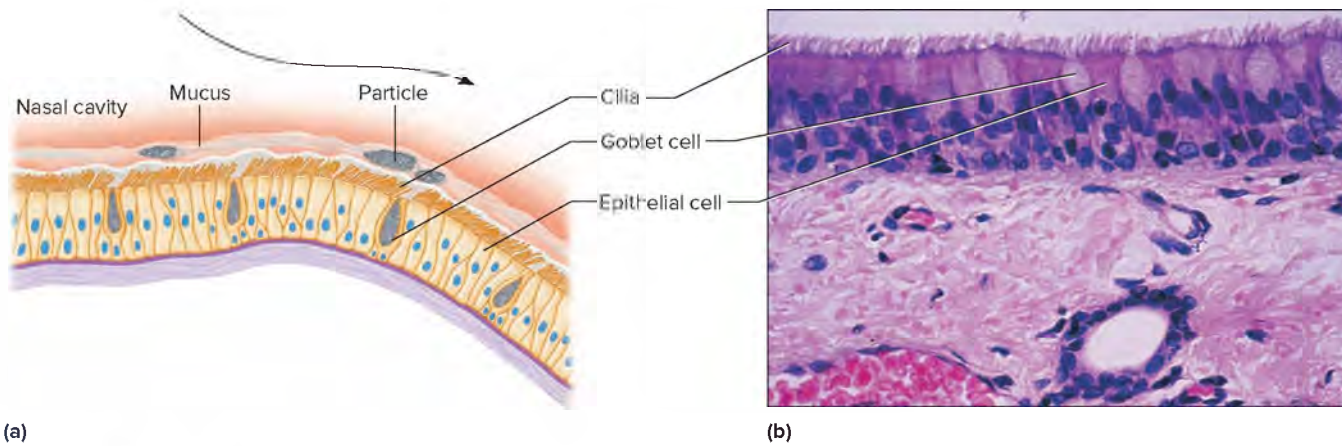 Nasal cavity
Mucus
Particle
Cilia
Goblet cell
Epithelial cell
(a)
(b)